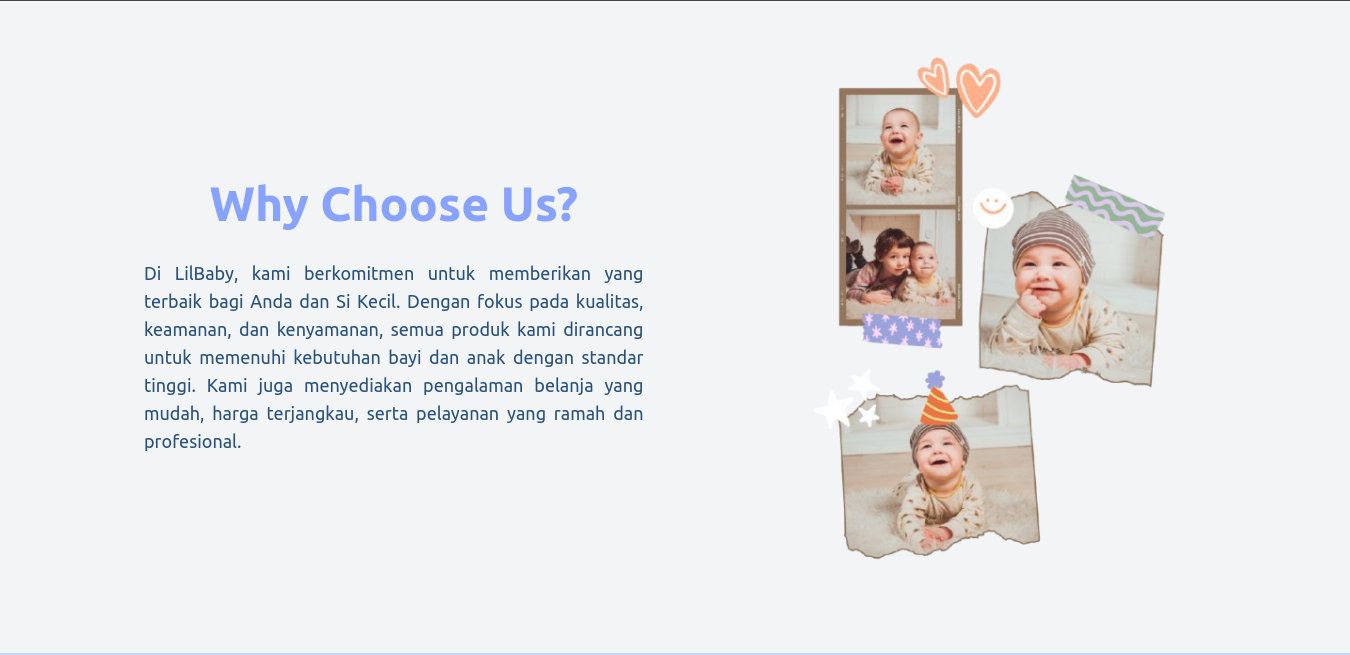 Why Choose Us?
Di LilBaby, kami berkomitmen untuk memberikan yang
terbaik bagi Anda dan Si Kecil. Dengan fokus pada kualitas,
keamanan, dan kenyamanan, semua produk kami dirancang
untuk memenuhi kebutuhan bayi dan anak dengan standar
tinggi. Kami juga menyediakan pengalaman belanja yang
mudah, harga terjangkau, serta pelayanan yang ramah dan
profesional.